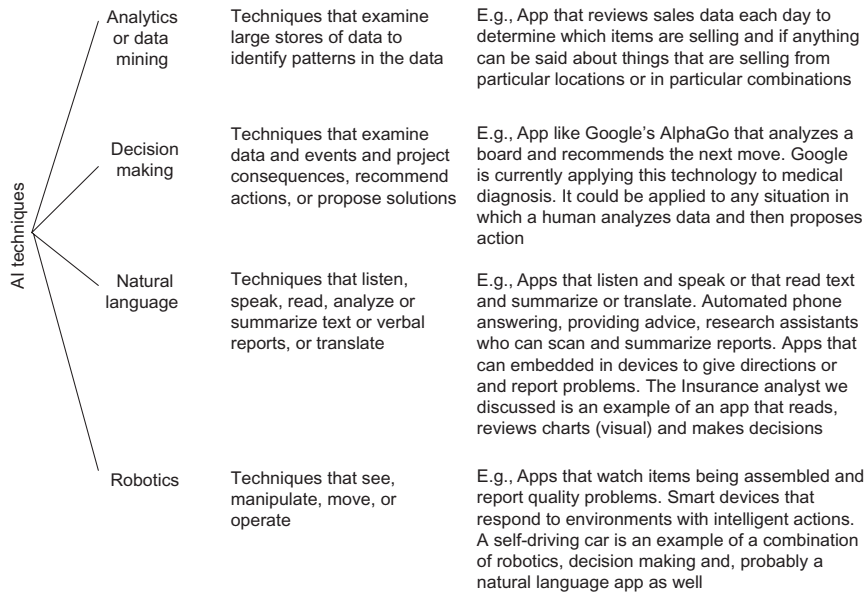 AI techniques
Analytics
or data
mining
Techniques that examine
large stores of data to
identify patterns in the data
E.g., App that reviews sales data each day to
determine which items are selling and if anything
can be said about things that are selling from
particular locations or in particular combinations
Decision
making
Techniques that examine
data and events and project
consequences, recommend
actions, or propose solutions
E.g., App like Google's AlphaGo that analyzes a
board and recommends the next move. Google
is currently applying this technology to medical
diagnosis. It could be applied to any situation in
which a human analyzes data and then proposes
action
Natural
language
Techniques that listen,
speak, read, analyze or
summarize text or verbal
reports, or translate
E.g., Apps that listen and speak or that read text
and summarize or translate. Automated phone
answering, providing advice, research assistants
who can scan and summarize reports. Apps that
can embedded in devices to give directions or
and report problems. The Insurance analyst we
discussed is an example of an app that reads,
reviews charts (visual) and makes decisions
Robotics
Techniques that see,
manipulate, move, or
operate
E.g., Apps that watch items being assembled and
report quality problems. Smart devices that
respond to environments with intelligent actions.
A self-driving car is an example of a combination
of robotics, decision making and, probably a
natural language app as well